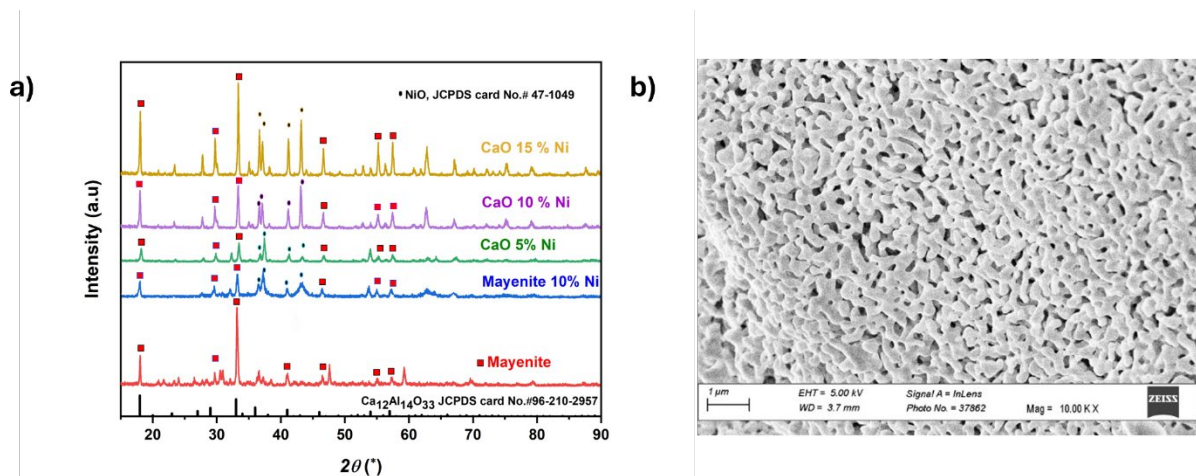 a)
NiO, JCPDS card No.# 47-1049
CaO 15 % Ni
CaO 10 % Ni
CaO 5% Ni
Mayenite 10% Ni
Mayenite
Ca12Al14O33 JCPDS card No.#96-210-2957
Intensity (a.u)
20 30 40 50 60 70 80 90
2θ (°)
b)
1 µm
EHT = 5.00 kV Signal A = InLens
WD = 3.7 mm Photo No. = 37862 Mag = 10.00 K X
ZEISS